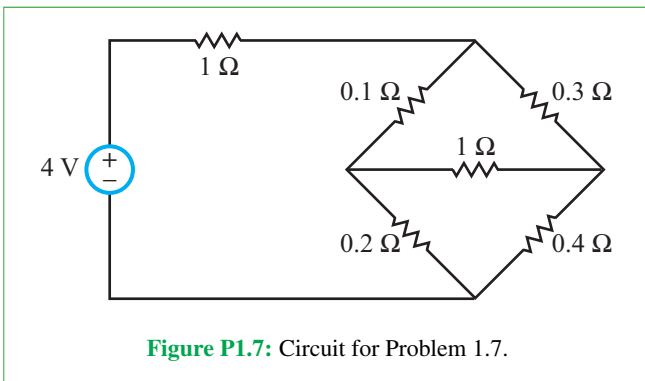 1 Ω
0.1 Ω
0.3 Ω
1 Ω
4 V
+
−
0.2 Ω
0.4 Ω
Figure P1.7: Circuit for Problem 1.7.